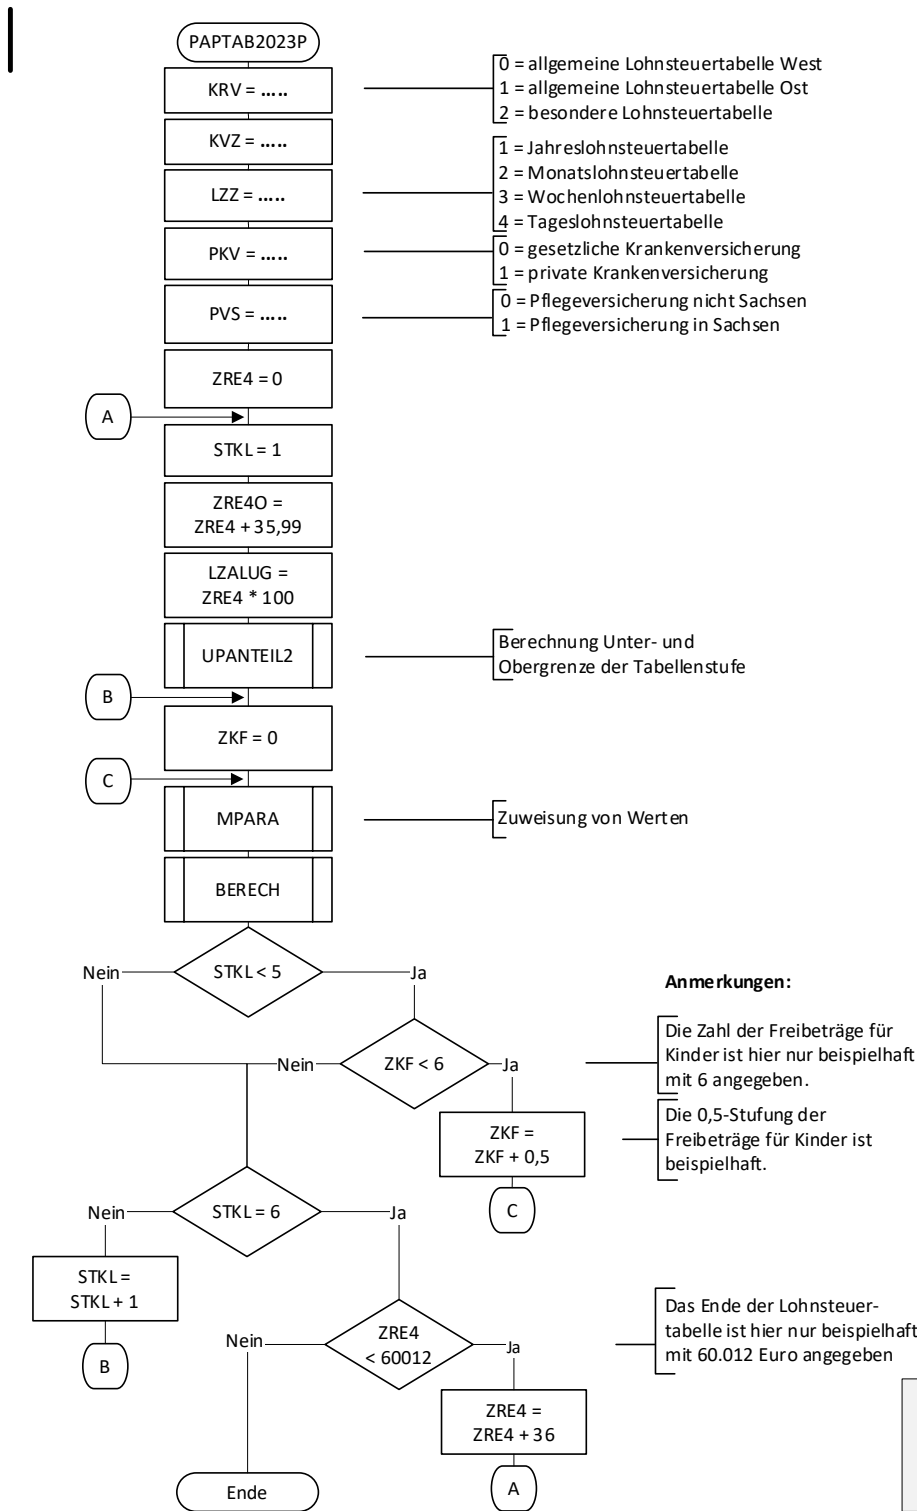 PAPTAB2023P
KRV = .....
0 = allgemeine Lohnsteuertabelle West
1 = allgemeine Lohnsteuertabelle Ost
2 = besondere Lohnsteuertabelle
KVZ = .....
LZZ = .....
1 = Jahreslohnsteuertabelle
2 = Monatslohnsteuertabelle
3 = Wochenlohnsteuertabelle
4 = Tageslohnsteuertabelle
PKV = .....
0 = gesetzliche Krankenversicherung
1 = private Krankenversicherung
PVS = .....
0 = Pflegeversicherung nicht Sachsen
1 = Pflegeversicherung in Sachsen
ZRE4 = 0
A
STKL = 1
ZRE4O =
ZRE4 + 35,99
LZALUG =
ZRE4 * 100
UPANTEIL2
Berechnung Unter- und
Obergrenze der Tabellenstufe
B
ZKF = 0
C
MPARA
Zuweisung von Werten
BERECH
STKL < 5
Nein
Ja
Anmerkungen:
ZKF < 6
Nein
Ja
Die Zahl der Freibeträge für
Kinder ist hier nur beispielhaft
mit 6 angegeben.
ZKF =
ZKF + 0,5
Die 0,5-Stufung der
Freibeträge für Kinder ist
beispielhaft.
C
STKL = 6
Nein
Ja
STKL =
STKL + 1
B
ZRE4
< 60012
Nein
Ja
Das Ende der Lohnsteuer-
tabelle ist hier nur beispielhaft
mit 60.012 Euro angegeben
ZRE4 =
ZRE4 + 36
A
Ende